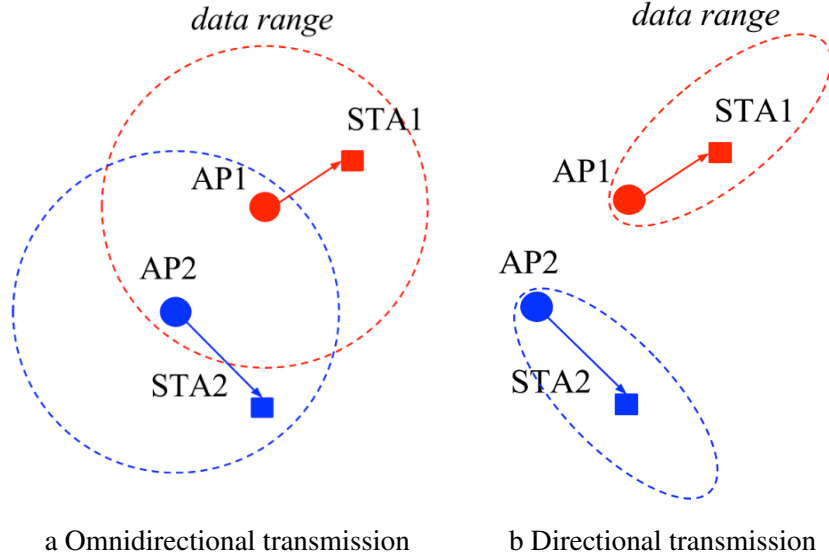 data range
STA1
AP1
AP2
STA2
a Omnidirectional transmission
data range
STA1
AP1
AP2
STA2
b Directional transmission